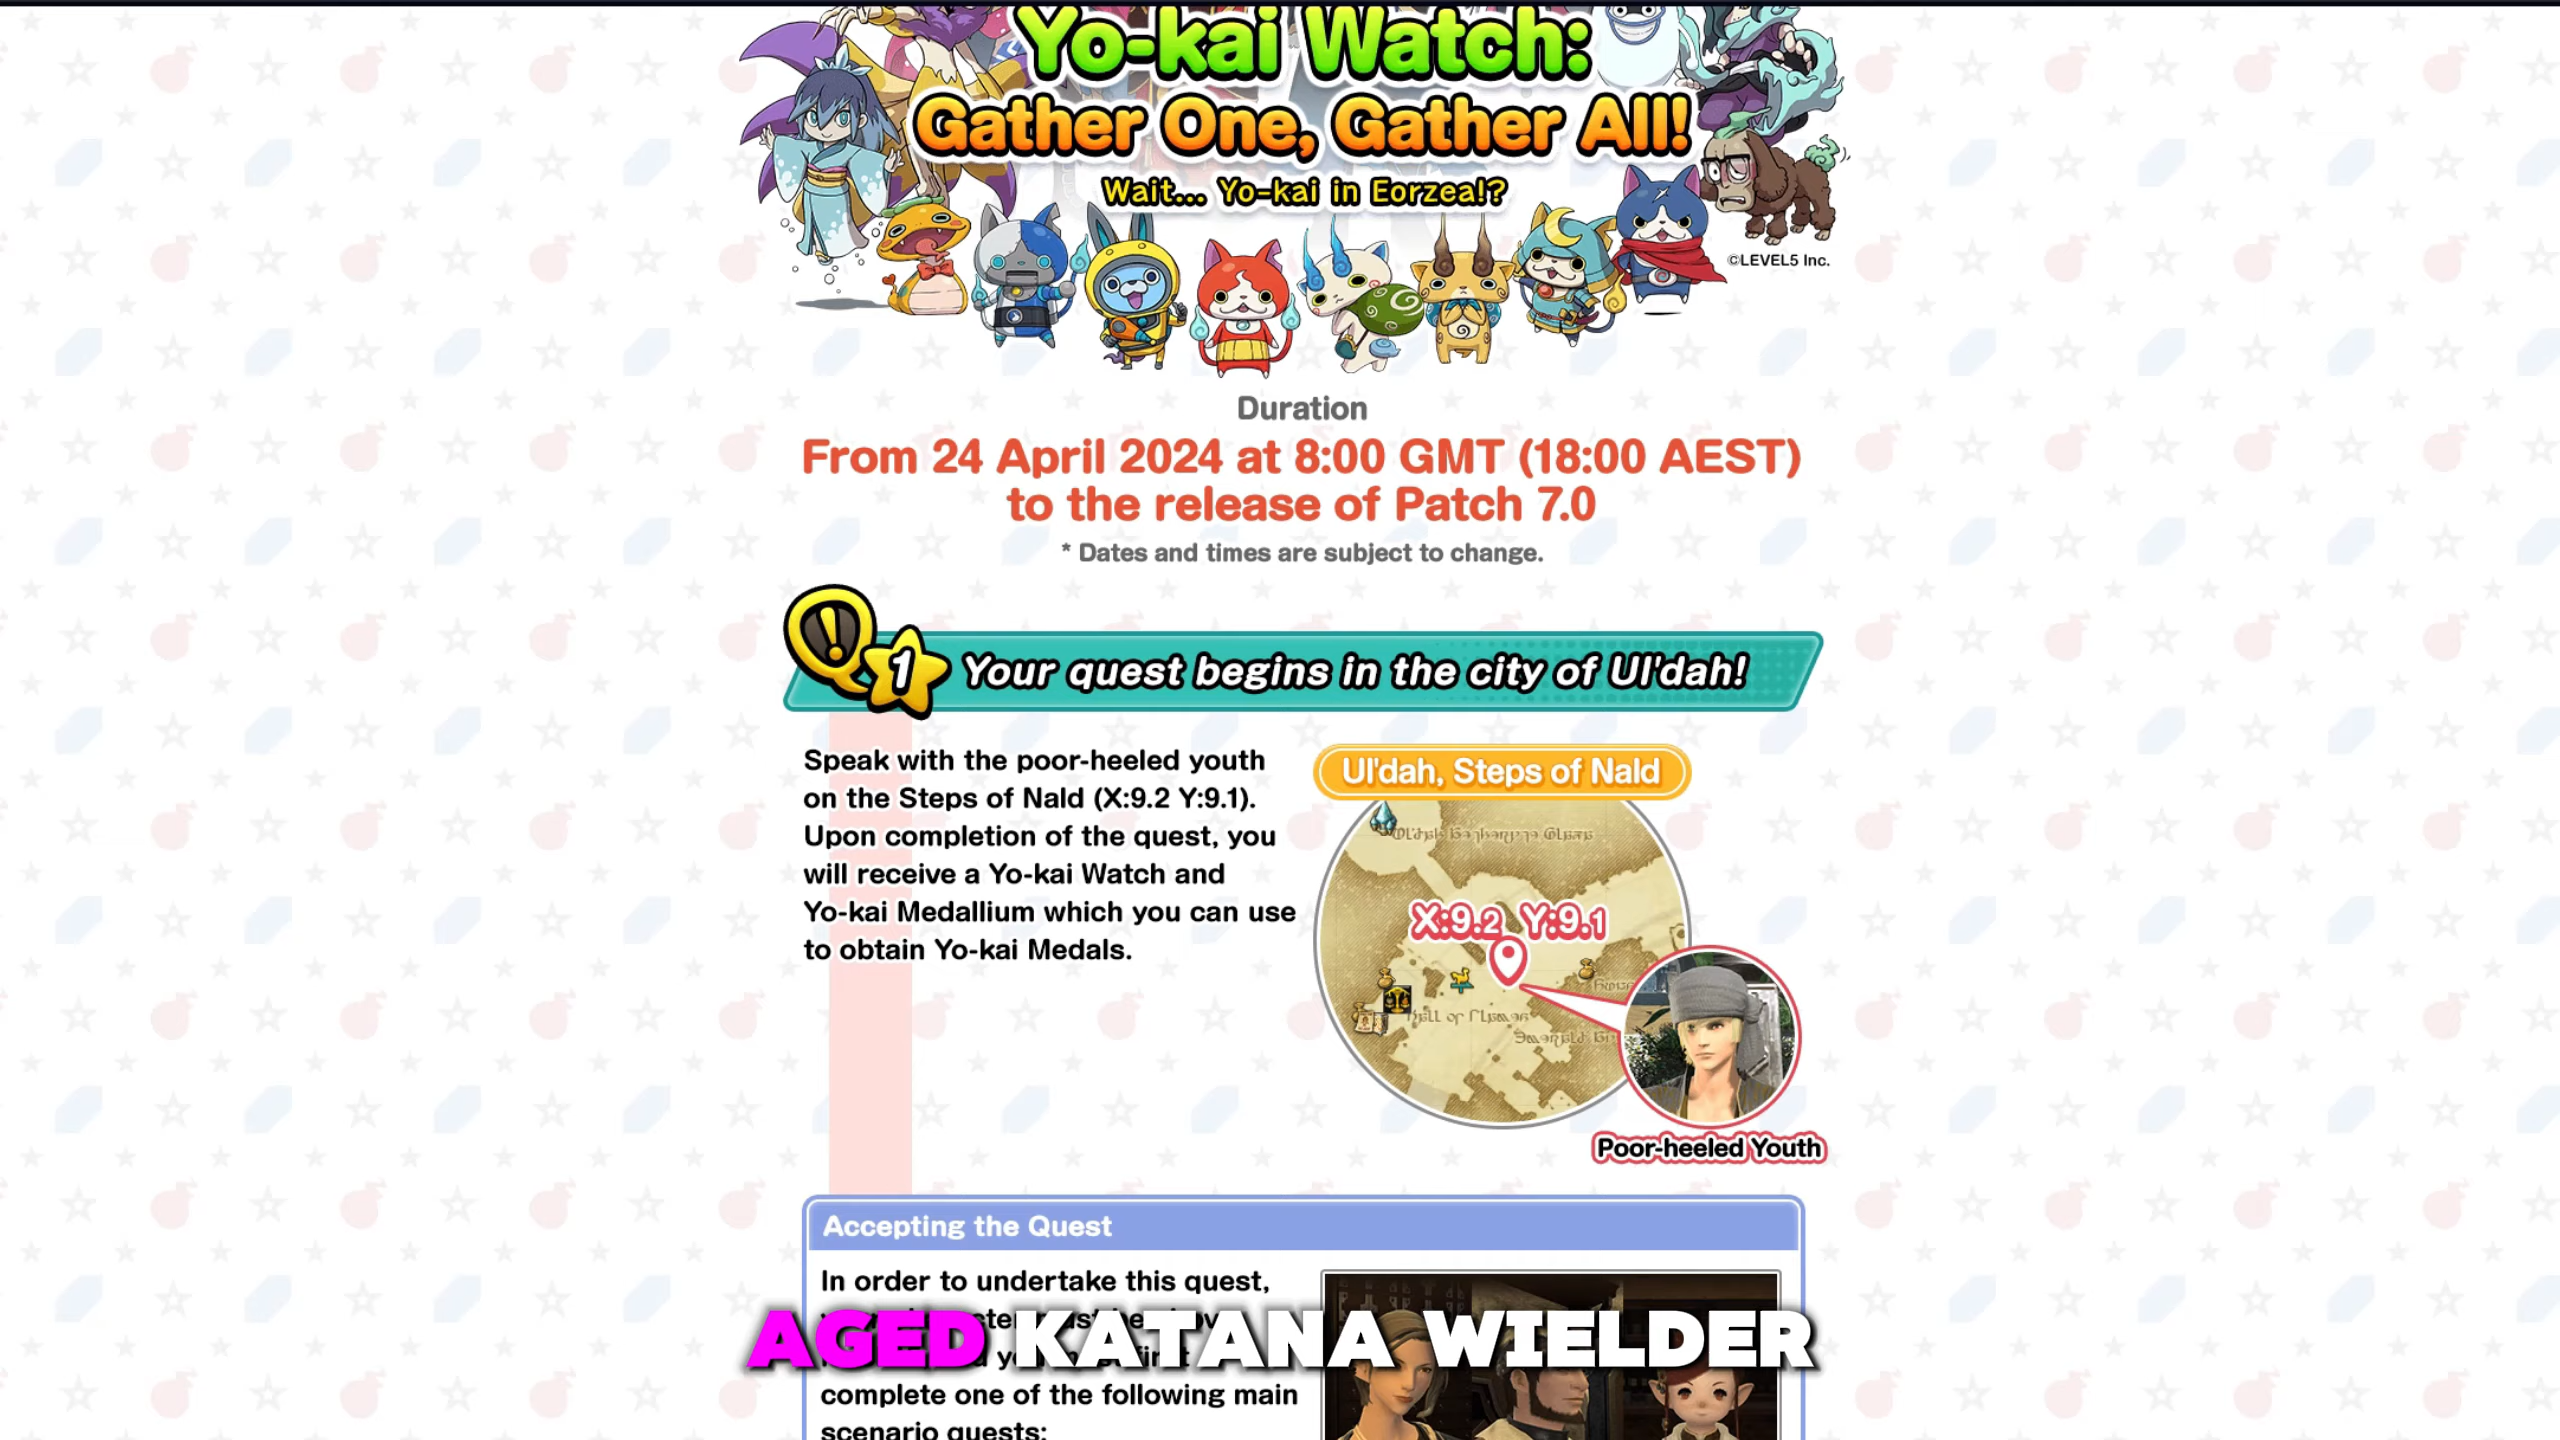 Yo-kai Watch:
Gather One, Gather All!
Wait... Yo-kai in Eorzea!?
©LEVEL5 Inc.
Duration
From 24 April 2024 at 8:00 GMT (18:00 AEST)
to the release of Patch 7.0
* Dates and times are subject to change.
1 Your quest begins in the city of Ul'dah!
Speak with the poor-heeled youth
on the Steps of Nald (X:9.2 Y:9.1).
Upon completion of the quest, you
will receive a Yo-kai Watch and
Yo-kai Medallium which you can use
to obtain Yo-kai Medals.
Ul'dah, Steps of Nald
X:9.2 Y:9.1
Poor-heeled Youth
Accepting the Quest
In order to undertake this quest,
complete one of the following main
scenario quests:
AGED KATANA WIELDER